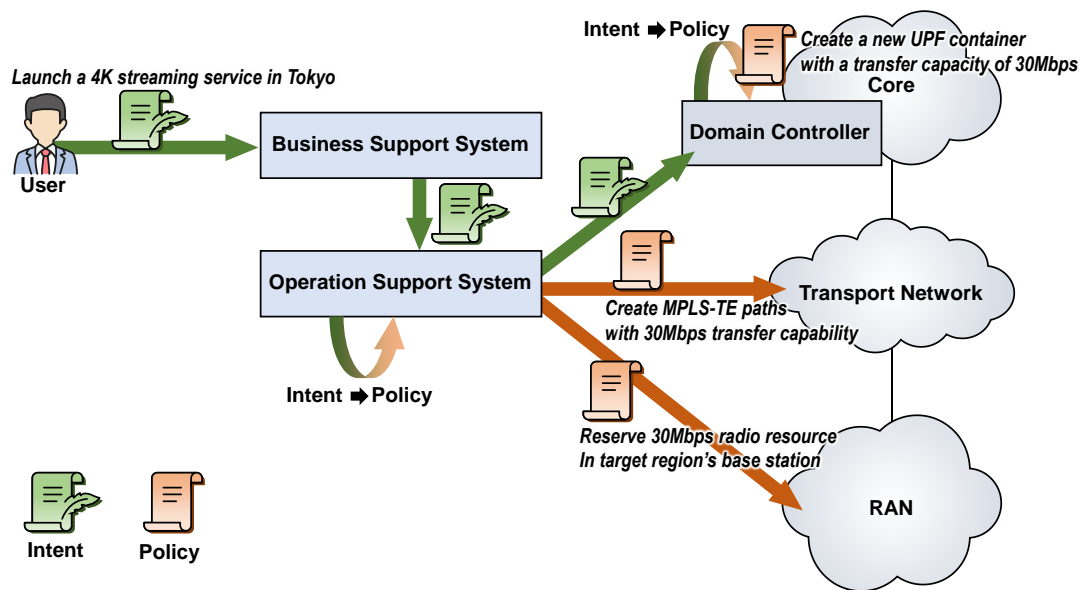 Intent ➡ Policy
Create a new UPF container
with a transfer capacity of 30Mbps
Core
Launch a 4K streaming service in Tokyo
User
Business Support System
Domain Controller
Operation Support System
Transport Network
Create MPLS-TE paths
with 30Mbps transfer capability
Intent ➡ Policy
Reserve 30Mbps radio resource
In target region's base station
RAN
Intent
Policy